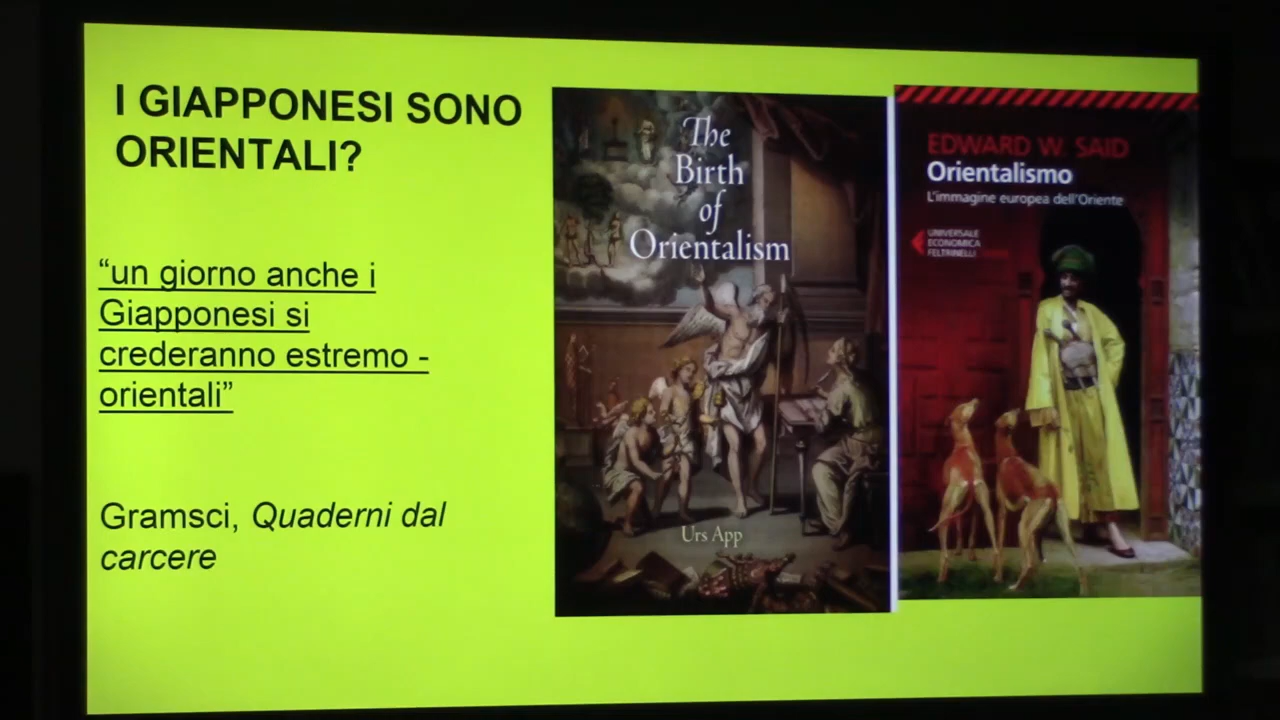 I GIAPPONESI SONO
ORIENTALI?
“un giorno anche i
Giapponesi si
crederanno estremo -
orientali”
Gramsci, Quaderni dal
carcere
The
Birth
of
Orientalism
Urs App
EDWARD W. SAID
Orientalismo
L'immagine europea dell'Oriente
UNIVERSALE
ECONOMICA
FELTRINELLI